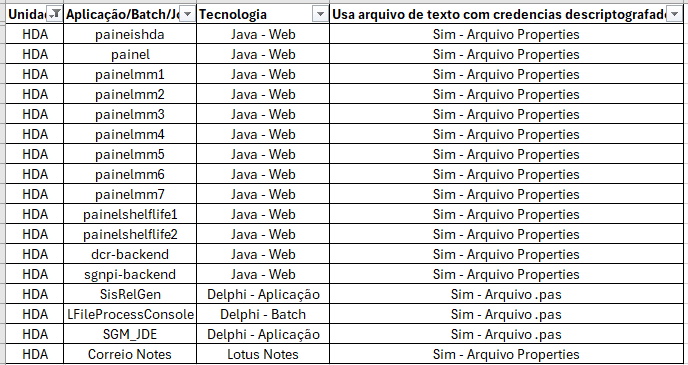 Unidac Aplicação/Batch/Jc Tecnologia Usa arquivo de texto com credencias descriptografadc
HDA paineishda Java - Web Sim - Arquivo Properties
HDA painel Java - Web Sim - Arquivo Properties
HDA painelmm1 Java - Web Sim - Arquivo Properties
HDA painelmm2 Java - Web Sim - Arquivo Properties
HDA painelmm3 Java - Web Sim - Arquivo Properties
HDA painelmm4 Java - Web Sim - Arquivo Properties
HDA painelmm5 Java - Web Sim - Arquivo Properties
HDA painelmm6 Java - Web Sim - Arquivo Properties
HDA painelmm7 Java - Web Sim - Arquivo Properties
HDA painelshelflife1 Java - Web Sim - Arquivo Properties
HDA painelshelflife2 Java - Web Sim - Arquivo Properties
HDA dcr-backend Java - Web Sim - Arquivo Properties
HDA sgnpi-backend Java - Web Sim - Arquivo Properties
HDA SisRelGen Delphi - Aplicação Sim - Arquivo .pas
HDA LFileProcessConsole Delphi - Batch Sim - Arquivo .pas
HDA SGM_JDE Delphi - Aplicação Sim - Arquivo .pas
HDA Correio Notes Lotus Notes Sim - Arquivo Properties